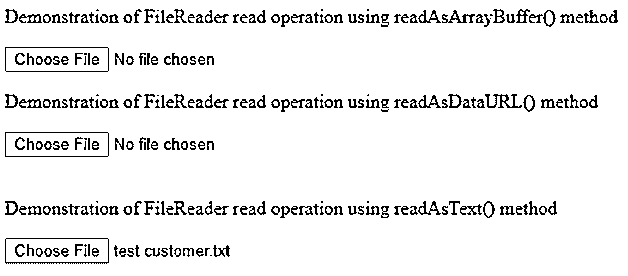 Demonstration of FileReader read operation using readAsArrayBuffer() method
Choose File No file chosen
Demonstration of FileReader read operation using readAsDataURL() method
Choose File No file chosen
Demonstration of FileReader read operation using readAsText() method
Choose File test customer.txt